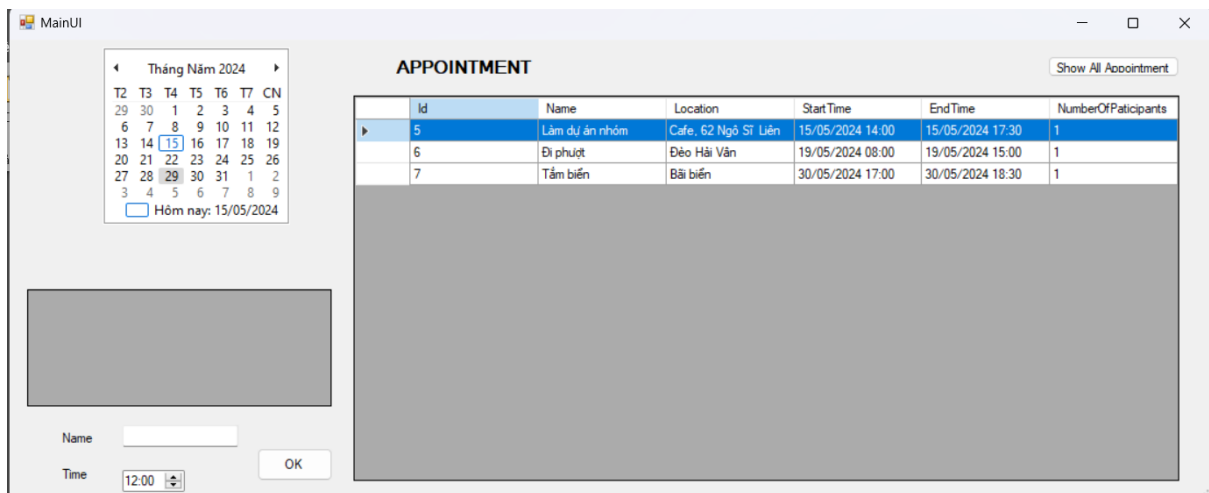 MainUI
Tháng Năm 2024
T2 T3 T4 T5 T6 T7 CN
29 30 1 2 3 4 5
6 7 8 9 10 11 12
13 14 15 16 17 18 19
20 21 22 23 24 25 26
27 28 29 30 31 1 2
3 4 5 6 7 8 9
Hôm nay: 15/05/2024
APPOINTMENT
Show All Appointment
Id Name Location StartTime EndTime NumberOfPaticipants
5 Làm dự án nhóm Cafe, 62 Ngô Sĩ Liên 15/05/2024 14:00 15/05/2024 17:30 1
6 Đi phượt Đèo Hải Vân 19/05/2024 08:00 19/05/2024 15:00 1
7 Tắm biển Bãi biển 30/05/2024 17:00 30/05/2024 18:30 1
Name
Time 12:00
OK